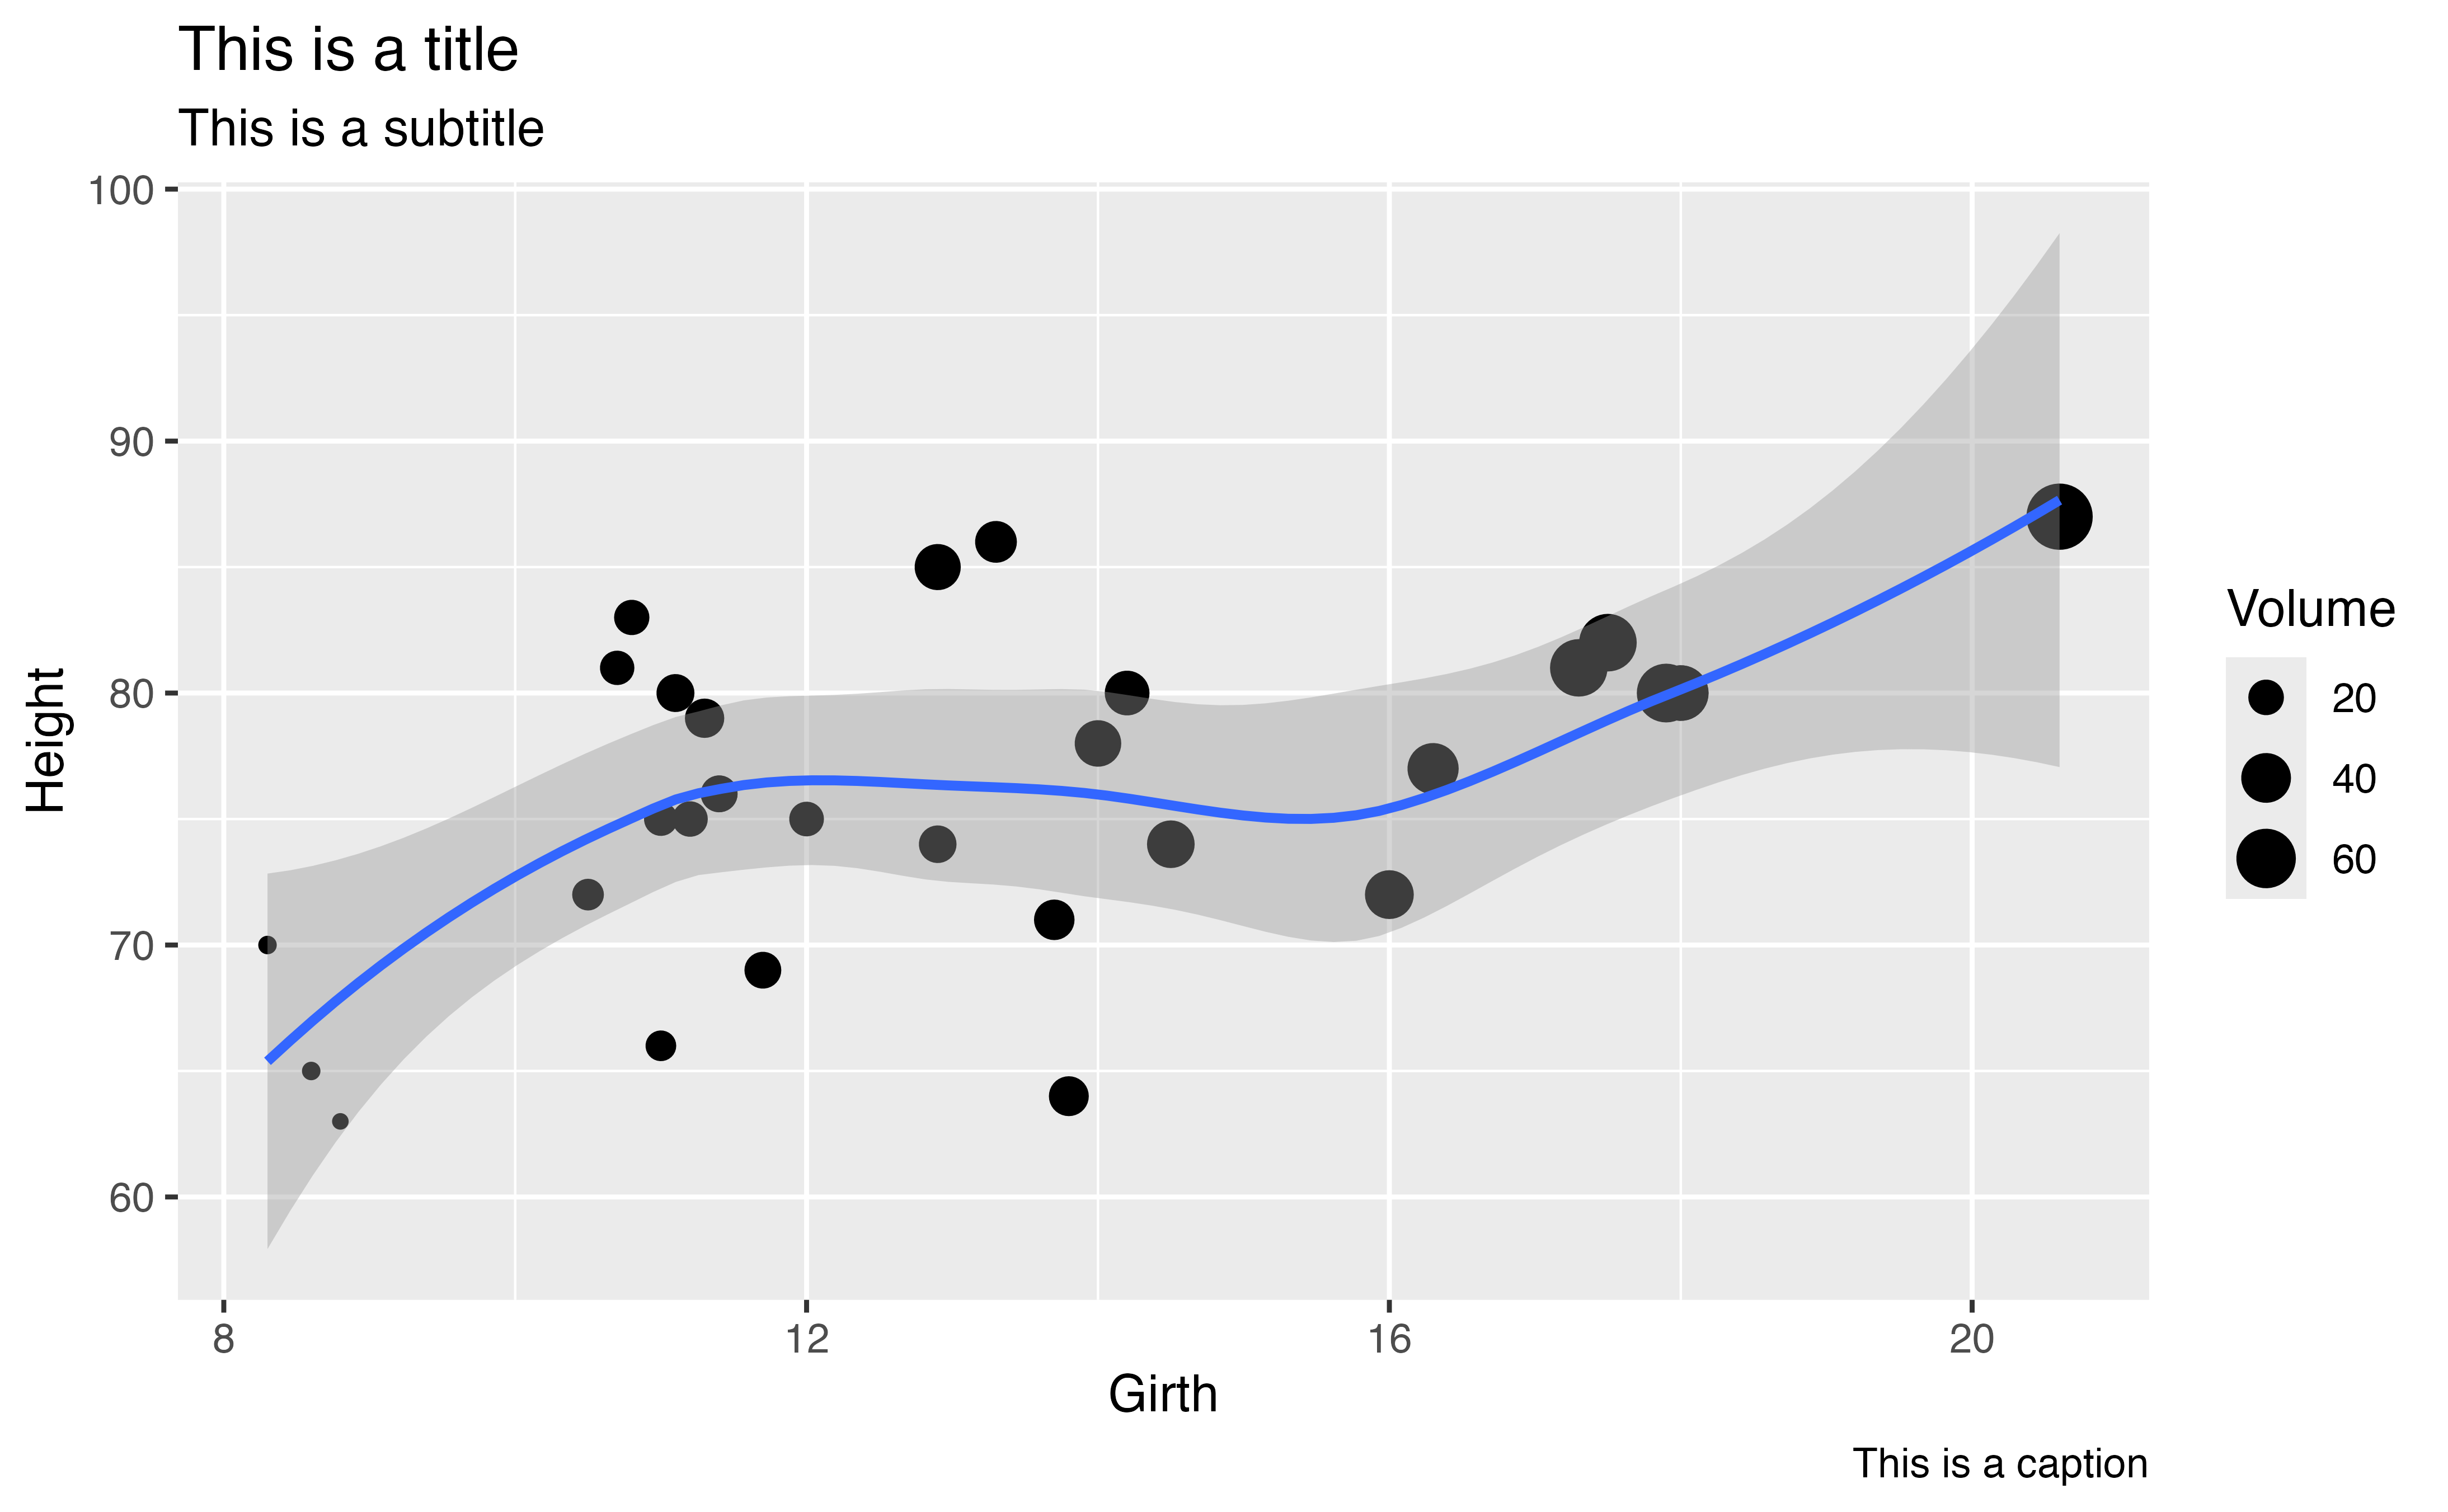 This is a title
This is a subtitle
100
90
80
70
60
Height
8 12 16 20
Girth
Volume
20
40
60
This is a caption